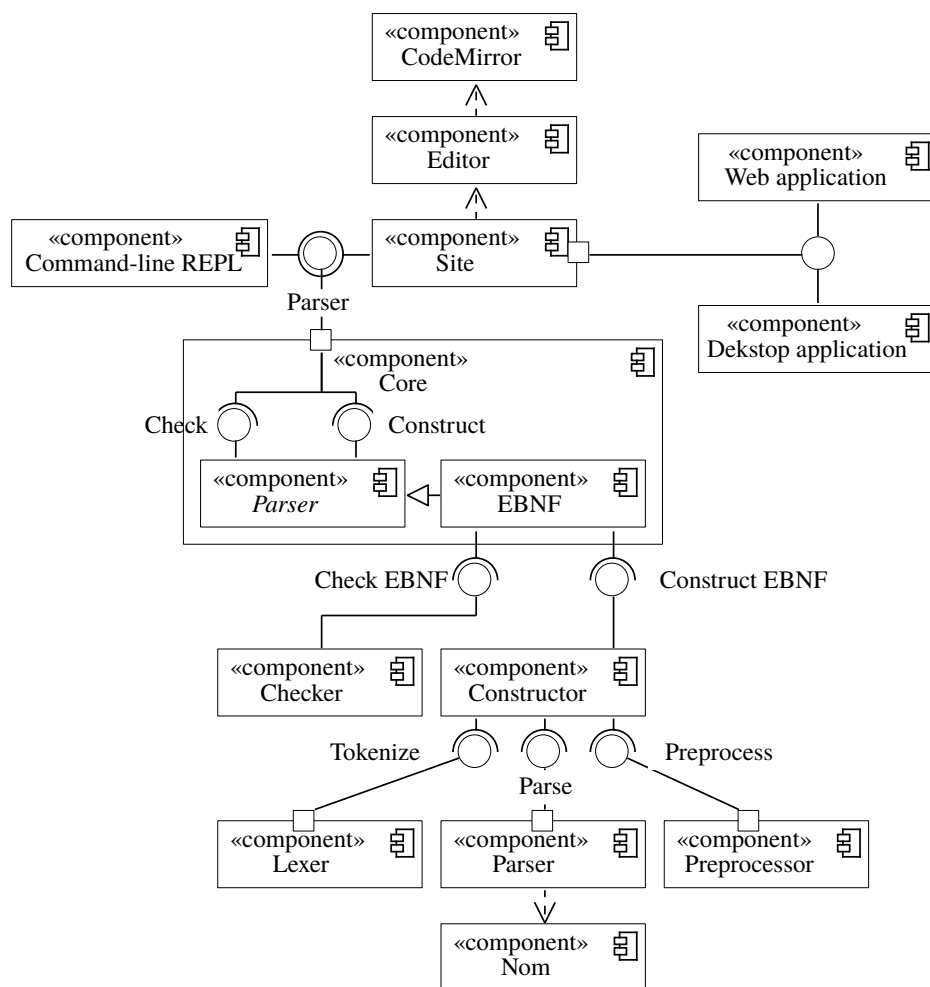 «component»
CodeMirror
«component»
Editor
«component»
Web application
«component»
Command-line REPL
«component»
Site
Parser
«component»
Dekstop application
«component»
Core
Check
Construct
«component»
Parser
«component»
EBNF
Check EBNF
Construct EBNF
«component»
Checker
«component»
Constructor
Tokenize
Preprocess
Parse
«component»
Lexer
«component»
Parser
«component»
Preprocessor
«component»
Nom